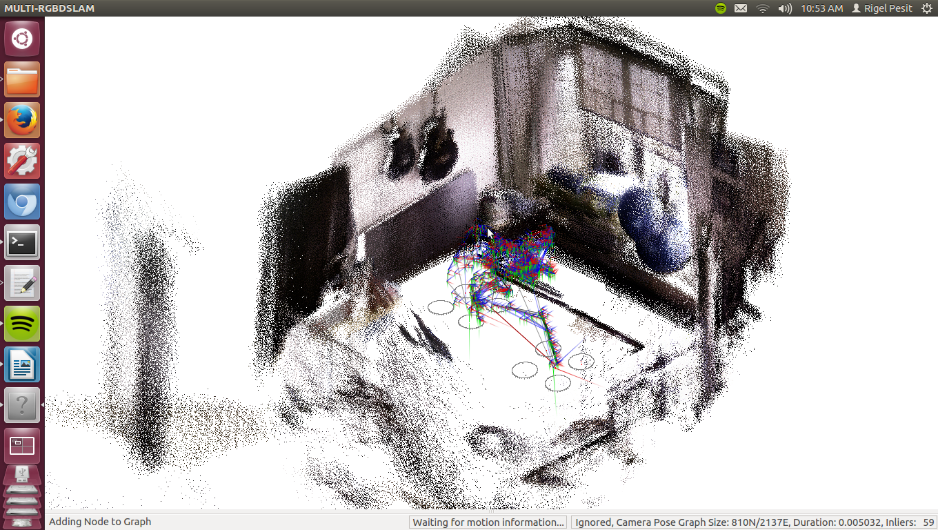 MULTI-RGBDSLAM
10:53 AM
Rigel Pesit
Adding Node to Graph
Waiting for motion information...
Ignored, Camera Pose Graph Size: 810N/2137E, Duration: 0.005032, Inliers: 59